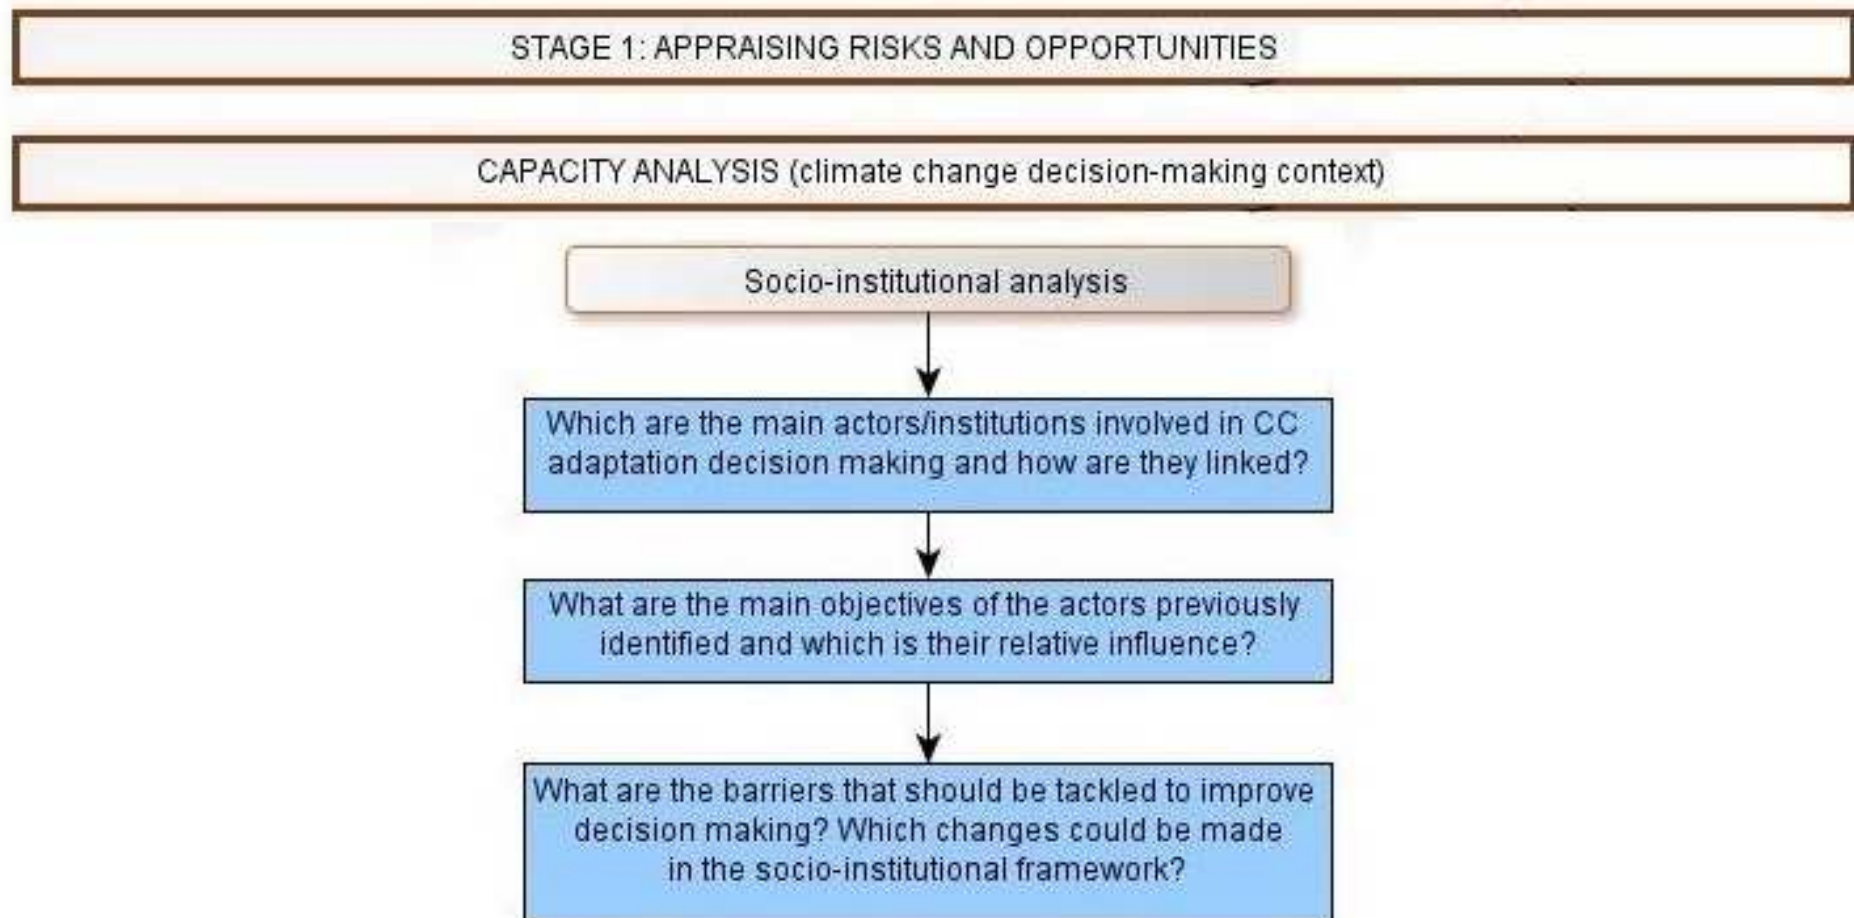 STAGE 1: APPRAISING RISKS AND OPPORTUNITIES
CAPACITY ANALYSIS (climate change decision-making context)
Socio-institutional analysis
Which are the main actors/institutions involved in CC
adaptation decision making and how are they linked?
What are the main objectives of the actors previously
identified and which is their relative influence?
What are the barriers that should be tackled to improve
decision making? Which changes could be made
in the socio-institutional framework?